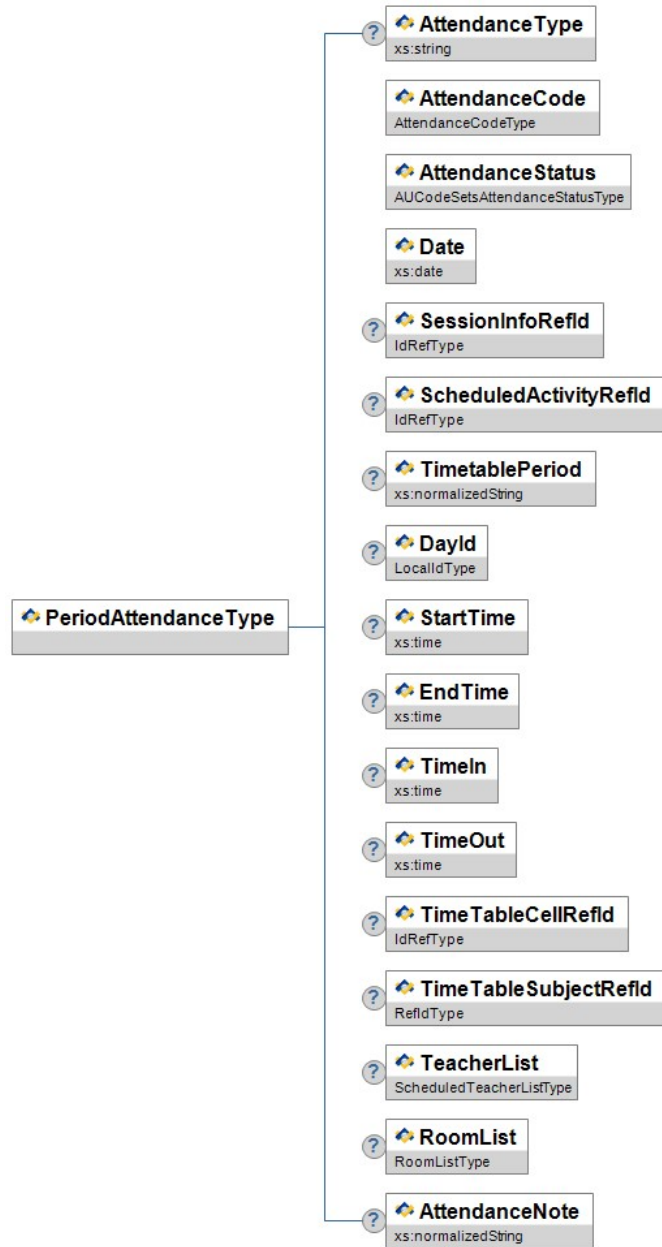 ?
AttendanceType
xs:string
AttendanceCode
AttendanceCodeType
AttendanceStatus
AUCodeSetsAttendanceStatusType
Date
xs:date
?
SessionInfoRefId
IdRefType
?
ScheduledActivityRefId
IdRefType
?
TimetablePeriod
xs:normalizedString
?
DayId
LocalIdType
PeriodAttendanceType
?
StartTime
xs:time
?
EndTime
xs:time
?
TimeIn
xs:time
?
TimeOut
xs:time
?
TimeTableCellRefId
IdRefType
?
TimeTableSubjectRefId
RefIdType
?
TeacherList
ScheduledTeacherListType
?
RoomList
RoomListType
?
AttendanceNote
xs:normalizedString